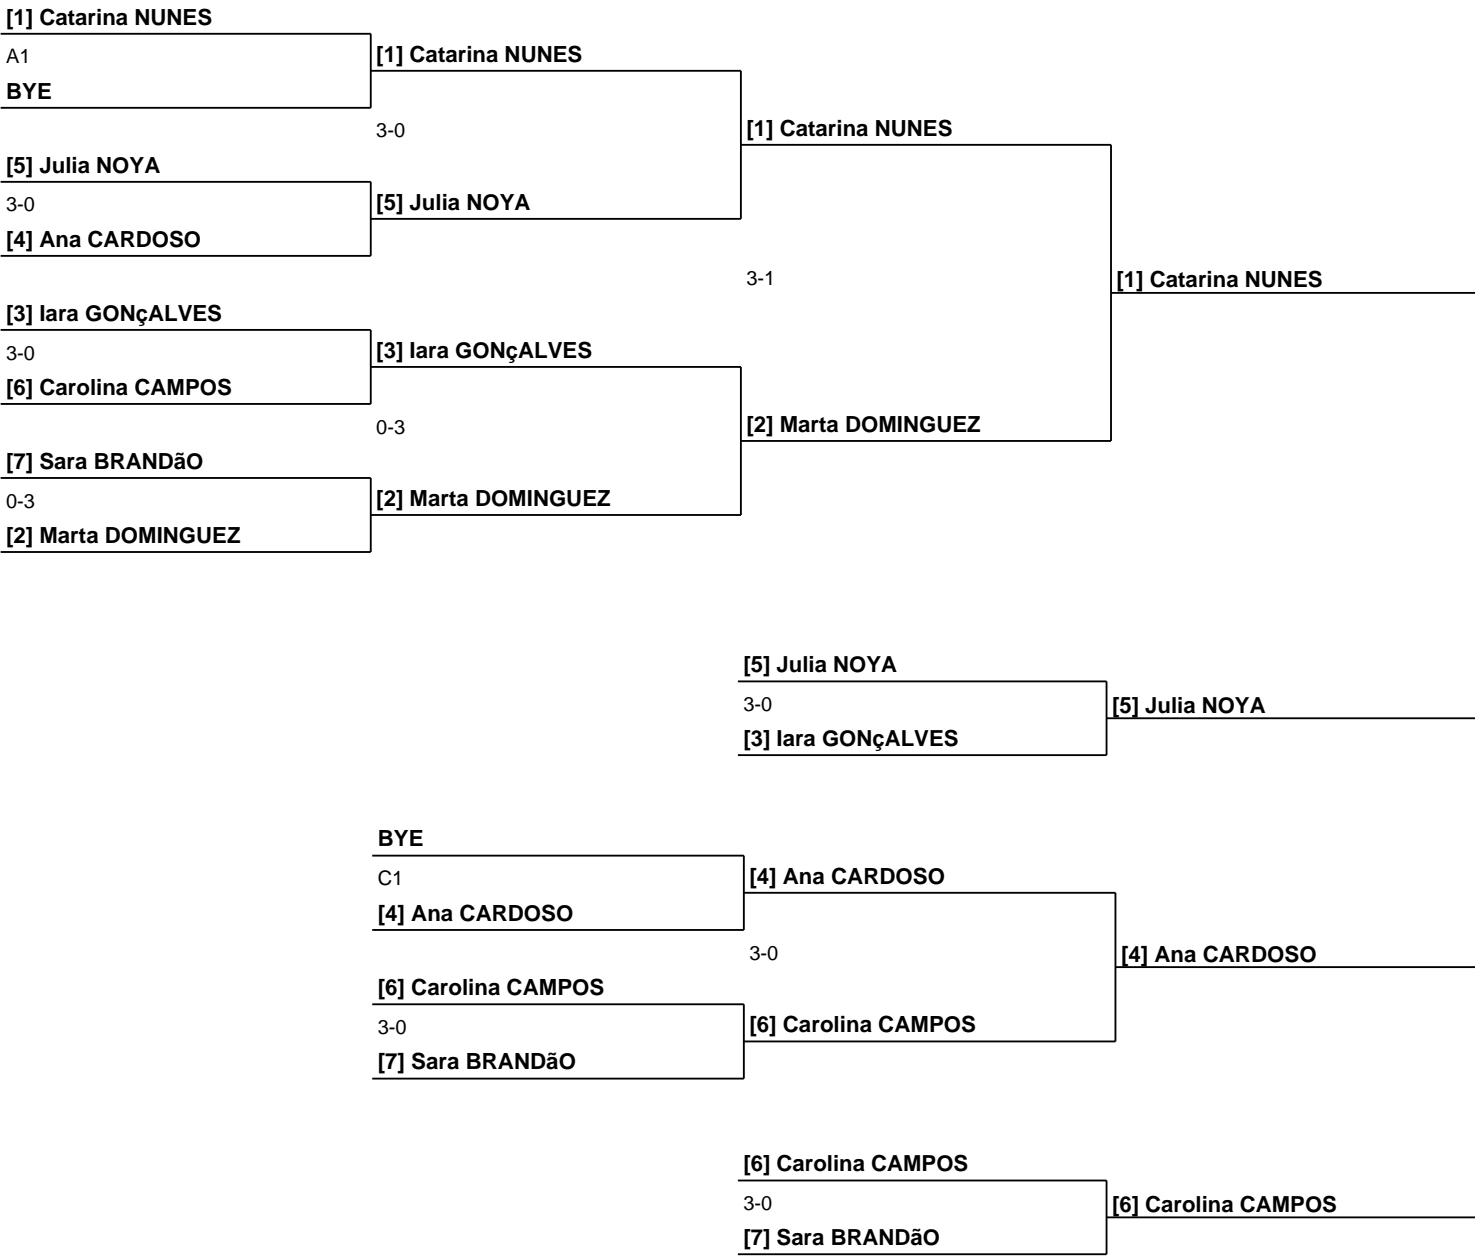 [1] Catarina NUNES
A1
BYE
[1] Catarina NUNES
3-0
[5] Julia NOYA
3-0
[4] Ana CARDOSO
[5] Julia NOYA
[1] Catarina NUNES
3-1
[1] Catarina NUNES
[3] Iara GONçALVES
3-0
[6] Carolina CAMPOS
[3] Iara GONçALVES
0-3
[7] Sara BRANDãO
0-3
[2] Marta DOMINGUEZ
[2] Marta DOMINGUEZ
[2] Marta DOMINGUEZ
[5] Julia NOYA
3-0
[3] Iara GONçALVES
[5] Julia NOYA
BYE
C1
[4] Ana CARDOSO
[4] Ana CARDOSO
3-0
[4] Ana CARDOSO
[6] Carolina CAMPOS
3-0
[7] Sara BRANDãO
[6] Carolina CAMPOS
[6] Carolina CAMPOS
3-0
[7] Sara BRANDãO
[6] Carolina CAMPOS